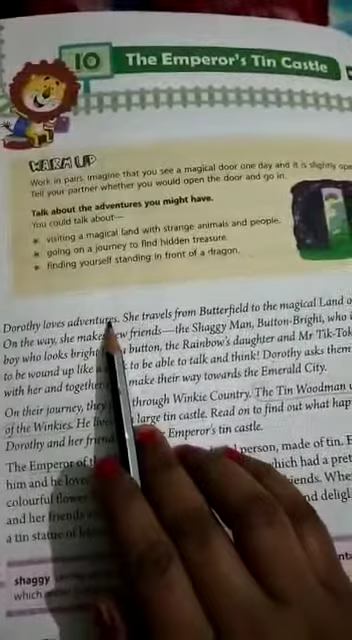 10 The Emperor's Tin Castle
WARM UP
Work in pairs. Imagine that you see a magical door one day and it is slightly ope
Tell your partner whether you would open the door and go in.
Talk about the adventures you might have.
You could talk about—
visiting a magical land with strange animals and people.
going on a journey to find hidden treasure.
finding yourself standing in front of a dragon.
Dorothy loves adventures. She travels from Butterfield to the magical Land o
On the way, she makes new friends—the Shaggy Man, Button-Bright, who i
boy who looks bright button, the Rainbow's daughter and Mr Tik-Tok
to be wound up like a to be able to talk and think! Dorothy asks them
with her and together make their way towards the Emerald City.
On their journey, they through Winkie Country. The Tin Woodman
of the Winkies. He live large tin castle. Read on to find out what hap
Dorothy and her friend Emperor's tin castle.
The Emperor of person, made of tin. E
him and he love which had a pret
colourful flower iends. Whe
and her friends nd delig
a tin statue of
shaggy
which